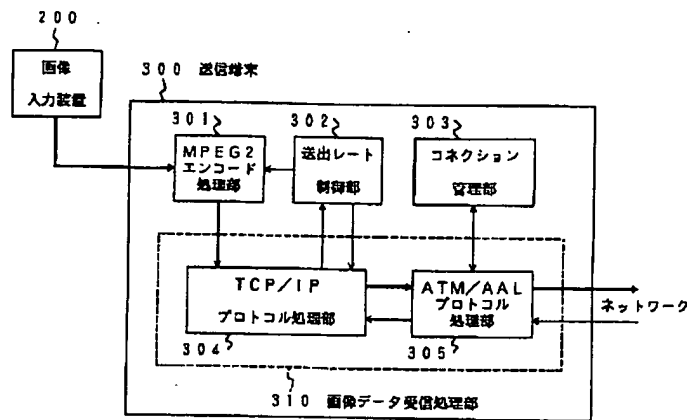 200
画像
入力装置
300 送信端末
301
MPEG2
エンコード
処理部
302
送出レート
制御部
303
コネクション
管理部
TCP/IP
プロトコル処理部
304
ATM/AAL
プロトコル
処理部
305
ネットワーク
310 画像データ受信処理部